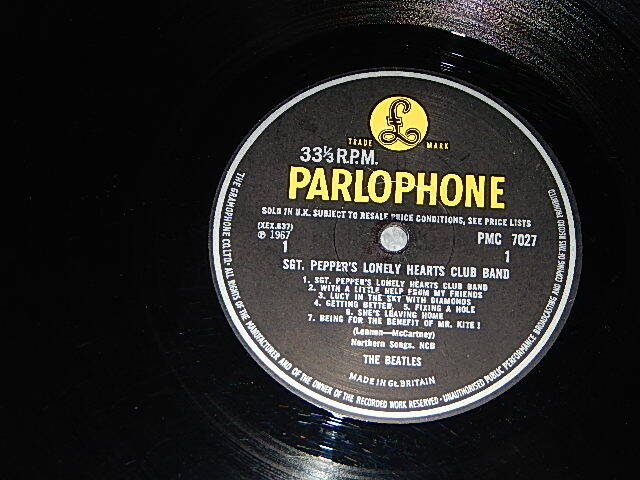 £
TRADE MARK
33⅓ R.P.M.
PARLOPHONE
SOLD IN U.K. SUBJECT TO RESALE PRICE CONDITIONS, SEE PRICE LISTS
(XEX.637)
℗ 1967
1
PMC 7027
1
SGT. PEPPER'S LONELY HEARTS CLUB BAND
1. SGT. PEPPER'S LONELY HEARTS CLUB BAND
2. WITH A LITTLE HELP FROM MY FRIENDS
3. LUCY IN THE SKY WITH DIAMONDS
4. GETTING BETTER. 5. FIXING A HOLE
6. SHE'S LEAVING HOME
7. BEING FOR THE BENEFIT OF MR. KITE!
(Lennon—McCartney)
Northern Songs, NCB
THE BEATLES
MADE IN GT. BRITAIN
THE GRAMOPHONE CO. LTD. ALL RIGHTS OF THE MANUFACTURER AND OF THE OWNER OF THE RECORDED WORK RESERVED · UNAUTHORISED PUBLIC PERFORMANCE BROADCASTING AND COPYING OF THIS RECORD PROHIBITED